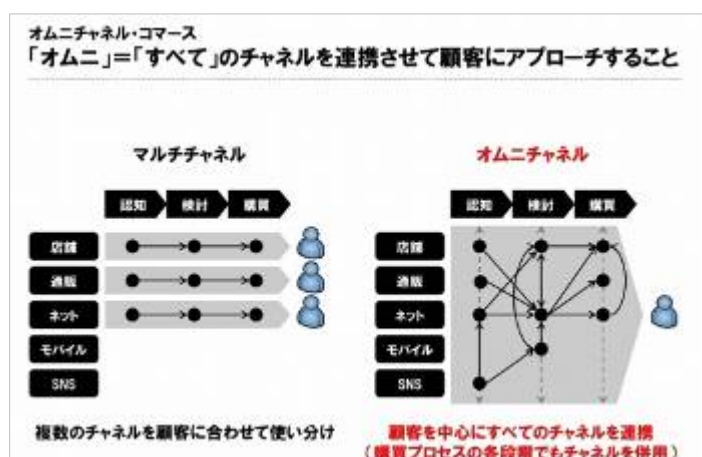 オムニチャネル・コマース
「オムニ」=「すべて」のチャネルを連携させて顧客にアプローチすること
マルチチャネル
認知 検討 購買
店舗
通販
ネット
モバイル
SNS
複数のチャネルを顧客に合わせて使い分け
オムニチャネル
認知 検討 購買
店舗
通販
ネット
モバイル
SNS
顧客を中心にすべてのチャネルを連携
(購買プロセスの各段階でもチャネルを併用)